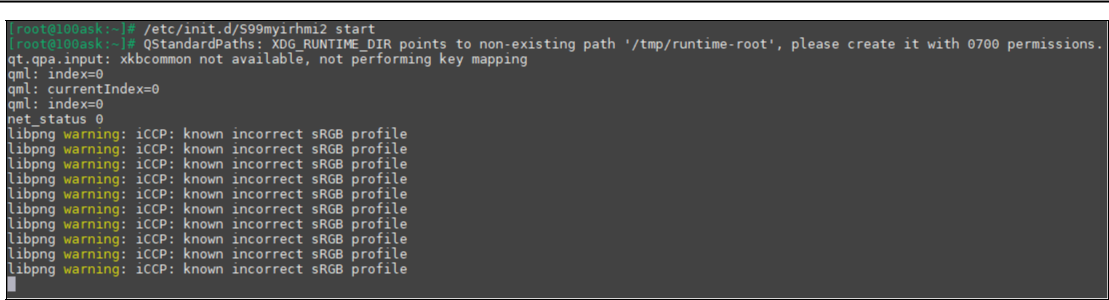 [root@100ask:~]# /etc/init.d/S99myirhmi2 start
[root@100ask:~]# QStandardPaths: XDG_RUNTIME_DIR points to non-existing path '/tmp/runtime-root', please create it with 0700 permissions.
qt.qpa.input: xkbcommon not available, not performing key mapping
qml: index=0
qml: currentIndex=0
qml: index=0
net_status 0
libpng warning: iCCP: known incorrect sRGB profile
libpng warning: iCCP: known incorrect sRGB profile
libpng warning: iCCP: known incorrect sRGB profile
libpng warning: iCCP: known incorrect sRGB profile
libpng warning: iCCP: known incorrect sRGB profile
libpng warning: iCCP: known incorrect sRGB profile
libpng warning: iCCP: known incorrect sRGB profile
libpng warning: iCCP: known incorrect sRGB profile
libpng warning: iCCP: known incorrect sRGB profile
libpng warning: iCCP: known incorrect sRGB profile